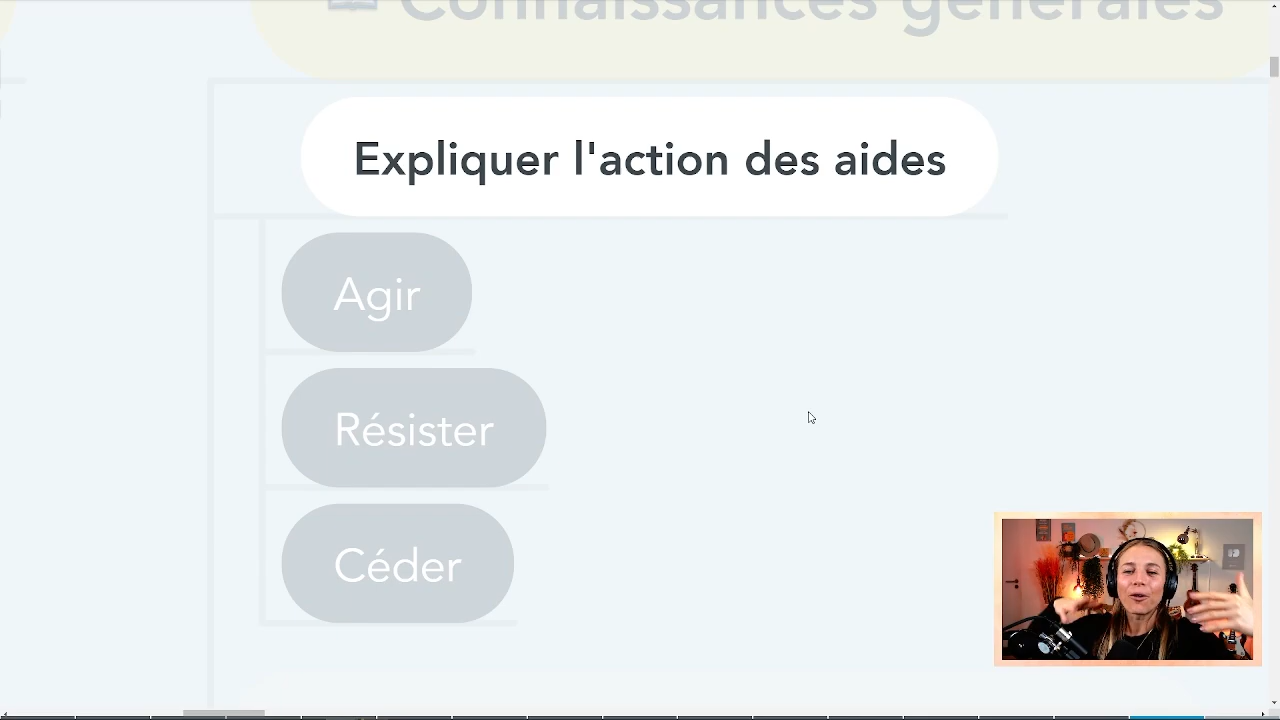 Connaissances générales
Expliquer l'action des aides
Agir
Résister
Céder